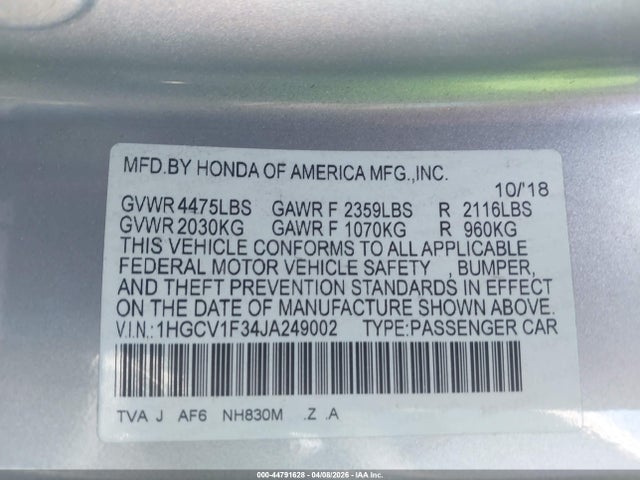 MFD.BY HONDA OF AMERICA MFG.,INC.
10/'18
GVWR 4475LBS GAWR F 2359LBS R 2116LBS
GVWR 2030KG GAWR F 1070KG R 960KG
THIS VEHICLE CONFORMS TO ALL APPLICABLE
FEDERAL MOTOR VEHICLE SAFETY , BUMPER,
AND THEFT PREVENTION STANDARDS IN EFFECT
ON THE DATE OF MANUFACTURE SHOWN ABOVE.
V.I.N.:1HGCV1F34JA249002 TYPE:PASSENGER CAR
TVA J AF6 NH830M .Z .A
000-44791628 | 04/08/2026 | IAA Inc.